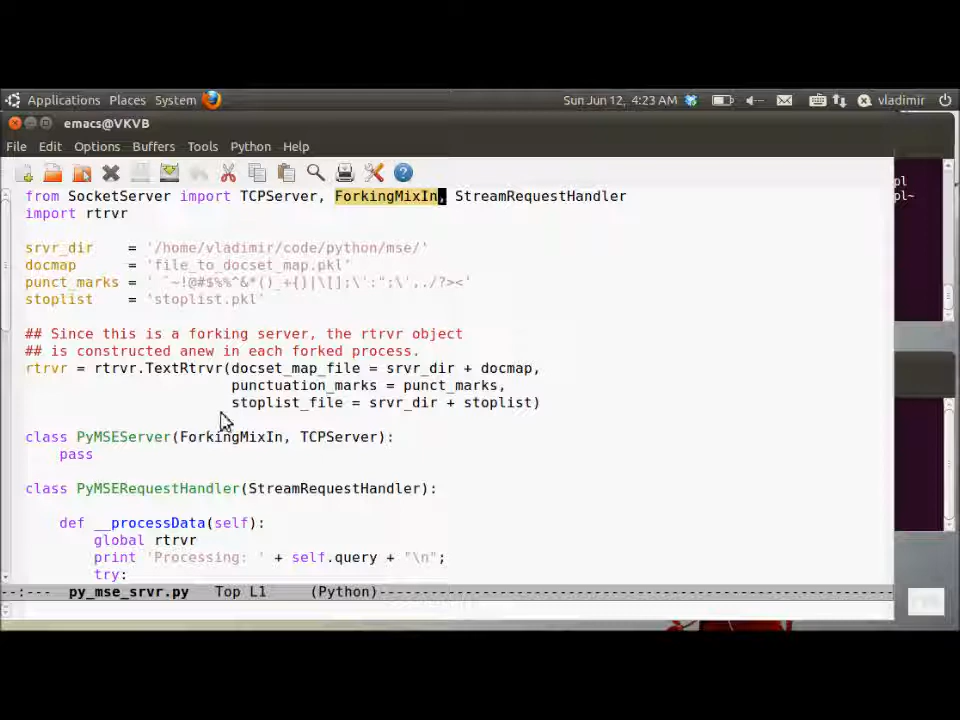 Applications Places System Sun Jun 12, 4:23 AM vladimir
emacs@VKVB
File Edit Options Buffers Tools Python Help
from SocketServer import TCPServer, ForkingMixIn, StreamRequestHandler
import rtrvr
srvr_dir = '/home/vladimir/code/python/mse/'
docmap = 'file_to_docset_map.pkl'
punct_marks = ' `~!@#$%%^&*()_+{}|\[];\':";\',./?><'
stoplist = 'stoplist.pkl'
## Since this is a forking server, the rtrvr object
## is constructed anew in each forked process.
rtrvr = rtrvr.TextRtrvr(docset_map_file = srvr_dir + docmap,
punctuation_marks = punct_marks,
stoplist_file = srvr_dir + stoplist)
class PyMSEServer(ForkingMixIn, TCPServer):
pass
class PyMSERequestHandler(StreamRequestHandler):
def __processData(self):
global rtrvr
print 'Processing: ' + self.query + "\n";
try:
--:--- py_mse_srvr.py Top L1 (Python)----------------------------------------------------------
pl
pl~